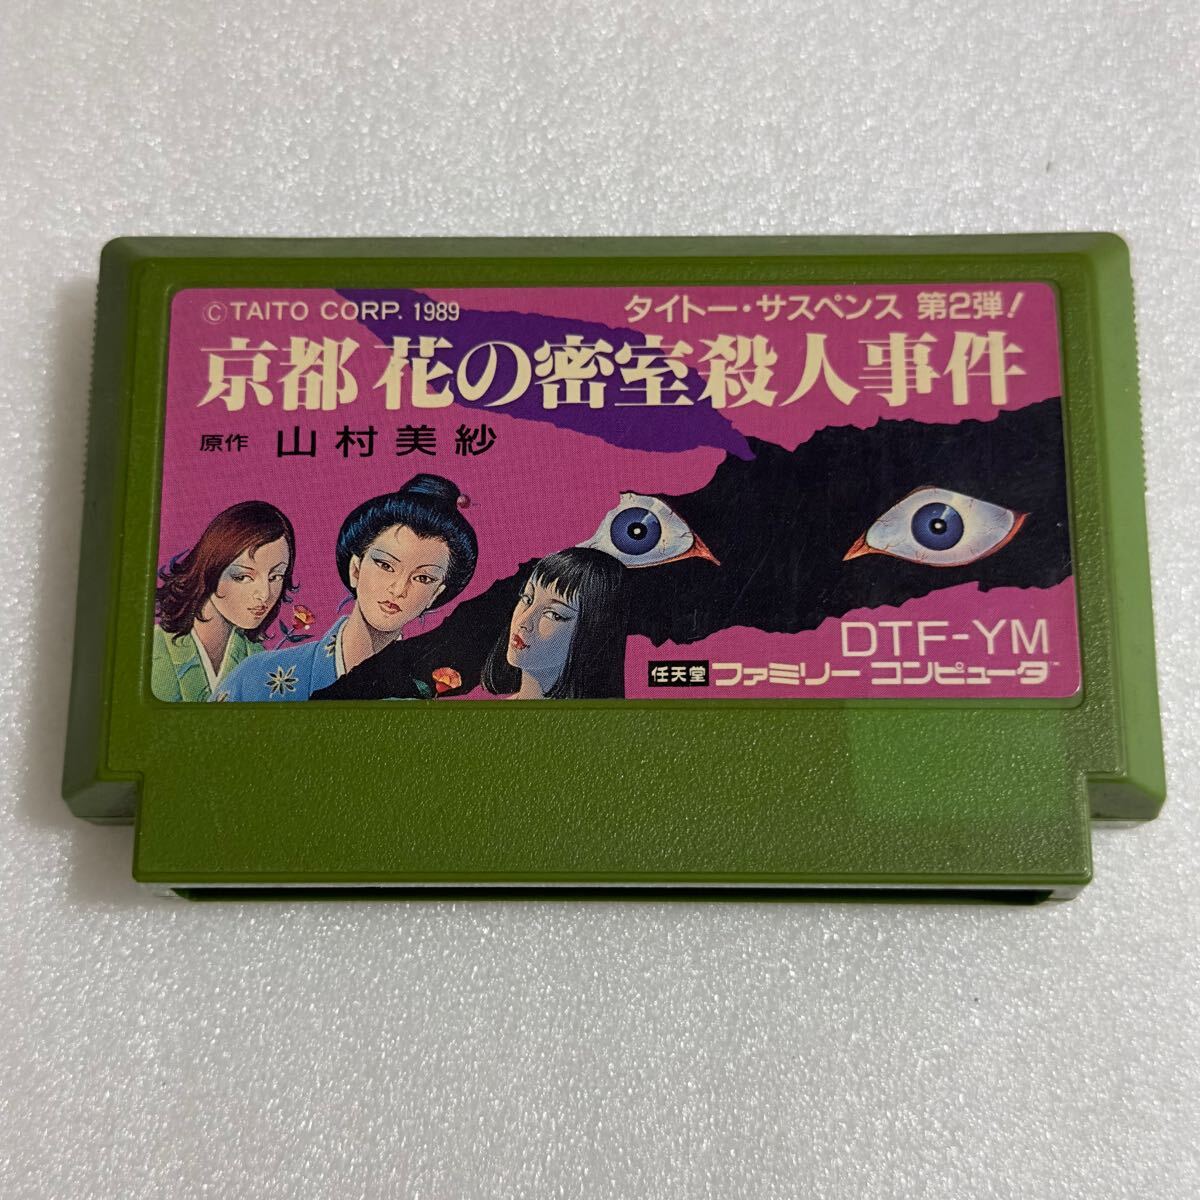 ©TAITO CORP. 1989
タイトー・サスペンス 第2弾!
京都 花の密室殺人事件
原作 山村美紗
DTF-YM
任天堂 ファミリー コンピュータ™